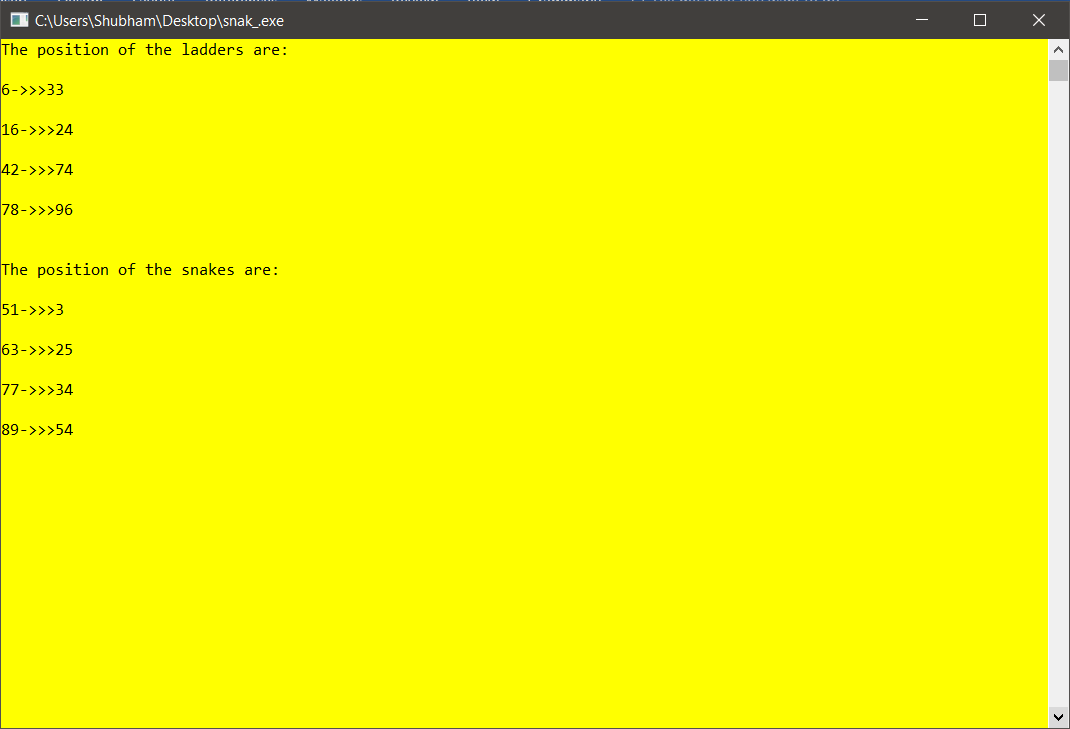 C:\Users\Shubham\Desktop\snak_.exe
The position of the ladders are:
6->>>33
16->>>24
42->>>74
78->>>96
The position of the snakes are:
51->>>3
63->>>25
77->>>34
89->>>54